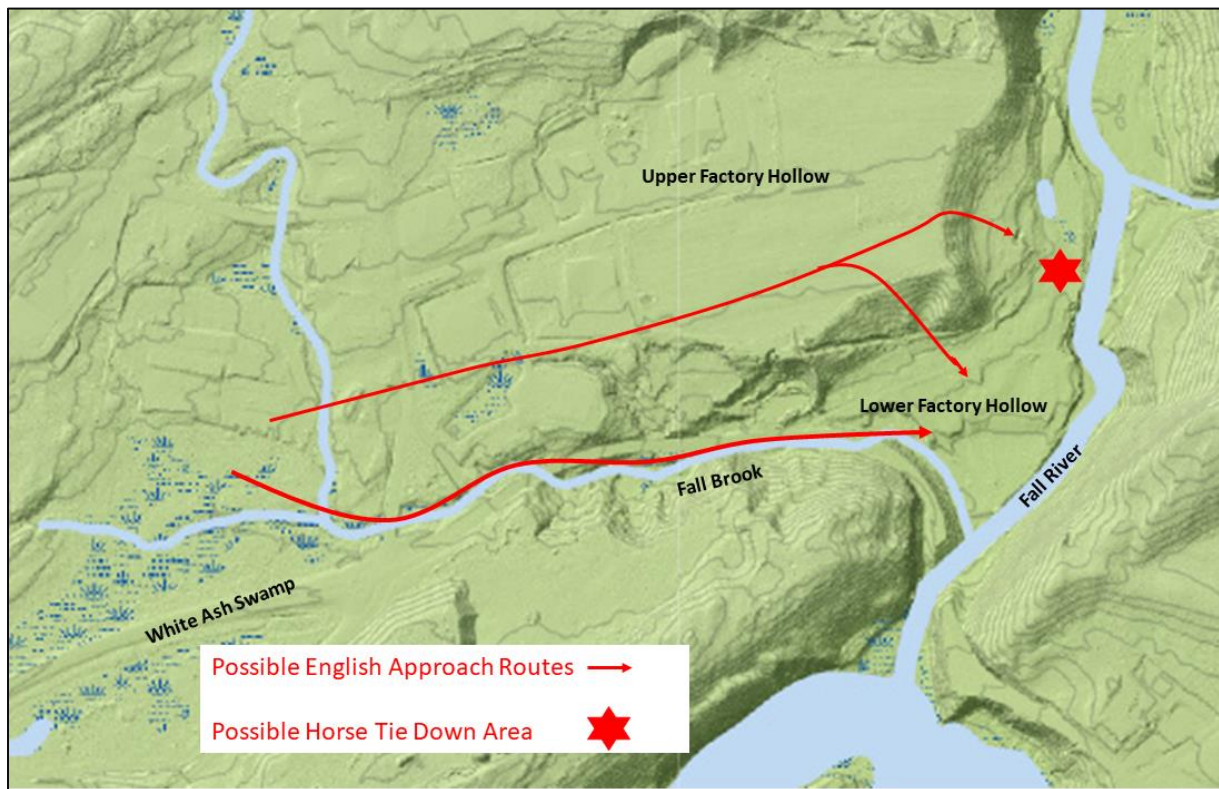 Upper Factory Hollow
Lower Factory Hollow
Fall Brook
Fall River
White Ash Swamp
Possible English Approach Routes
Possible Horse Tie Down Area